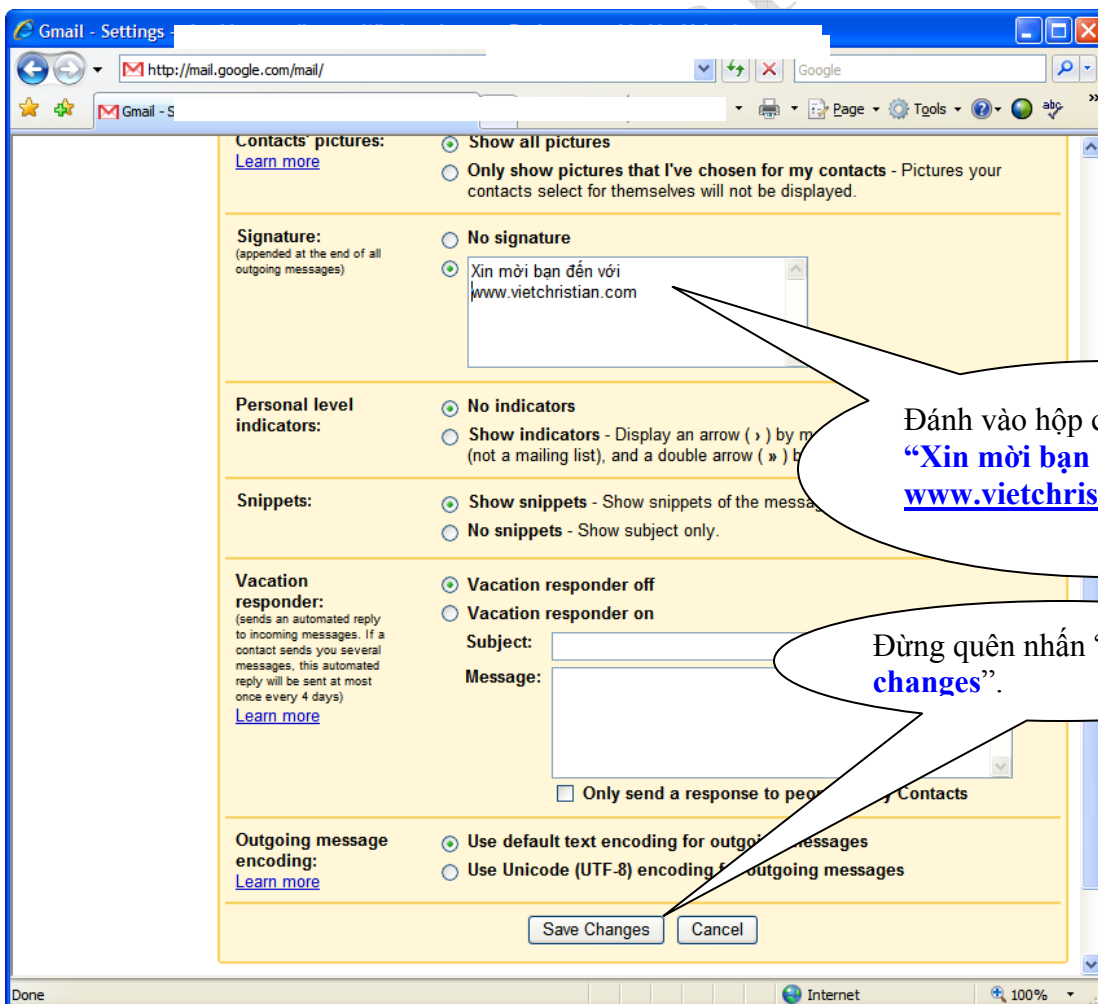 Gmail - Settings -
http://mail.google.com/mail/
Google
Gmail - S
Page
Tools
abc
»
Contacts' pictures:
Learn more
Show all pictures
Only show pictures that I've chosen for my contacts - Pictures your
contacts select for themselves will not be displayed.
Signature:
(appended at the end of all
outgoing messages)
No signature
Xin mời bạn đến với
www.vietchristian.com
Personal level
indicators:
No indicators
Show indicators - Display an arrow ( › ) by
(not a mailing list), and a double arrow ( » )
Đánh vào hộp
“Xin mời bạn
www.vietchris
Snippets:
Show snippets - Show snippets of the
No snippets - Show subject only.
Vacation
responder:
(sends an automated reply
to incoming messages. If a
contact sends you several
messages, this automated
reply will be sent at most
once every 4 days)
Learn more
Vacation responder off
Vacation responder on
Subject:
Message:
Đừng quên nhấn “
changes”.
Only send a response to Contacts
Outgoing message
encoding:
Learn more
Use default text encoding for outgoing messages
Use Unicode (UTF-8) encoding for outgoing messages
Save Changes
Cancel
Done
Internet
100%